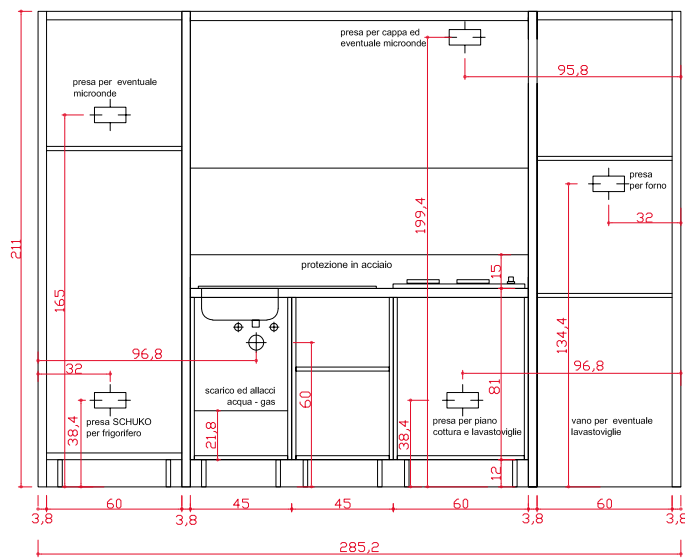 presa per cappa ed
eventuale microonde
95,8
presa per eventuale
microonde
presa
per forno
32
199,4
211
165
15
protezione in acciaio
134,4
96,8
32
96,8
81
60
scarico ed allacci
acqua - gas
38,4
presa SCHUKO
per frigorifero
21,8
38,4
presa per piano
cottura e lavastoviglie
vano per eventuale
lavastoviglie
12
3,8
60
3,8
45
45
60
3,8
60
3,8
285,2